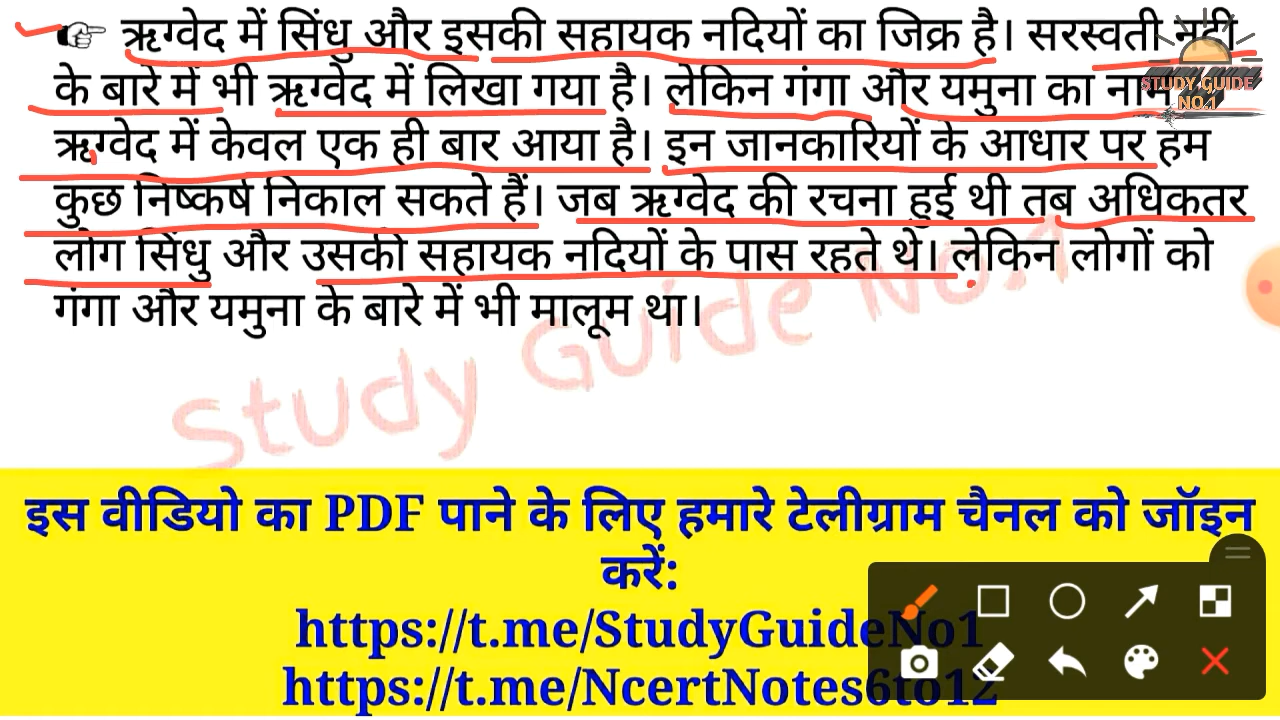 ☞ ऋग्वेद में सिंधु और इसकी सहायक नदियों का जिक्र है। सरस्वती नदी
के बारे में भी ऋग्वेद में लिखा गया है। लेकिन गंगा और यमुना का नाम
ऋग्वेद में केवल एक ही बार आया है। इन जानकारियों के आधार पर हम
कुछ निष्कर्ष निकाल सकते हैं। जब ऋग्वेद की रचना हुई थी तब अधिकतर
लोग सिंधु और उसकी सहायक नदियों के पास रहते थे। लेकिन लोगों को
गंगा और यमुना के बारे में भी मालूम था।
STUDY GUIDE
NO.1
Study Guide No.1
इस वीडियो का PDF पाने के लिए हमारे टेलीग्राम चैनल को जॉइन
करें:
https://t.me/StudyGuideNo1
https://t.me/NcertNotes6to12